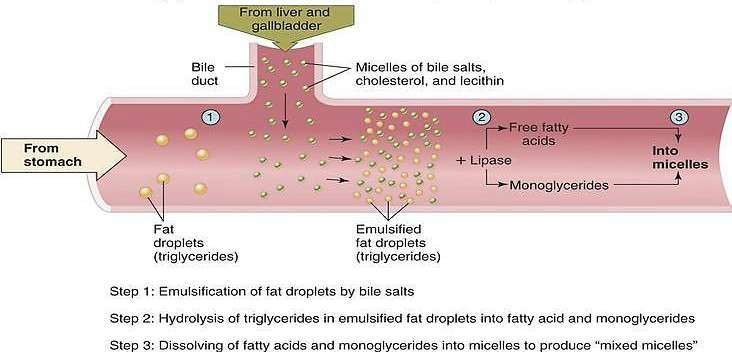 From liver and
gallbladder
Bile
duct
Micelles of bile salts,
cholesterol, and lecithin
1
2
3
From
stomach
Free fatty
acids
+ Lipase
Into
micelles
Monoglycerides
Fat
droplets
(triglycerides)
Emulsified
fat droplets
(triglycerides)
Step 1: Emulsification of fat droplets by bile salts
Step 2: Hydrolysis of triglycerides in emulsified fat droplets into fatty acid and monoglycerides
Step 3: Dissolving of fatty acids and monoglycerides into micelles to produce “mixed micelles”